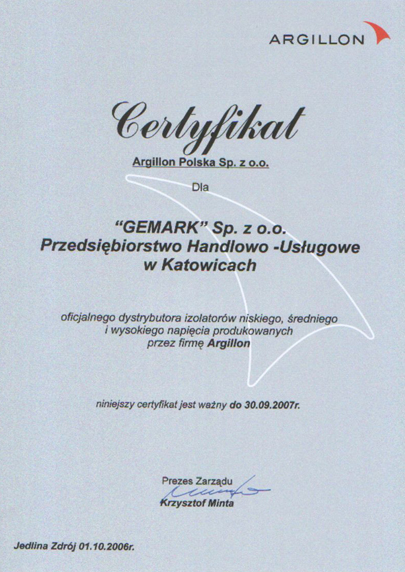 ARGILLON
Certyfikat
Argillon Polska Sp. z o.o.
Dla
“GEMARK” Sp. z o.o.
Przedsiębiorstwo Handlowo -Usługowe
w Katowicach
oficjalnego dystrybutora izolatorów niskiego, średniego
i wysokiego napięcia produkowanych
przez firmę Argillon
niniejszy certyfikat jest ważny do 30.09.2007r.
Prezes Zarządu
Krzysztof Minta
Jedlina Zdrój 01.10.2006r.